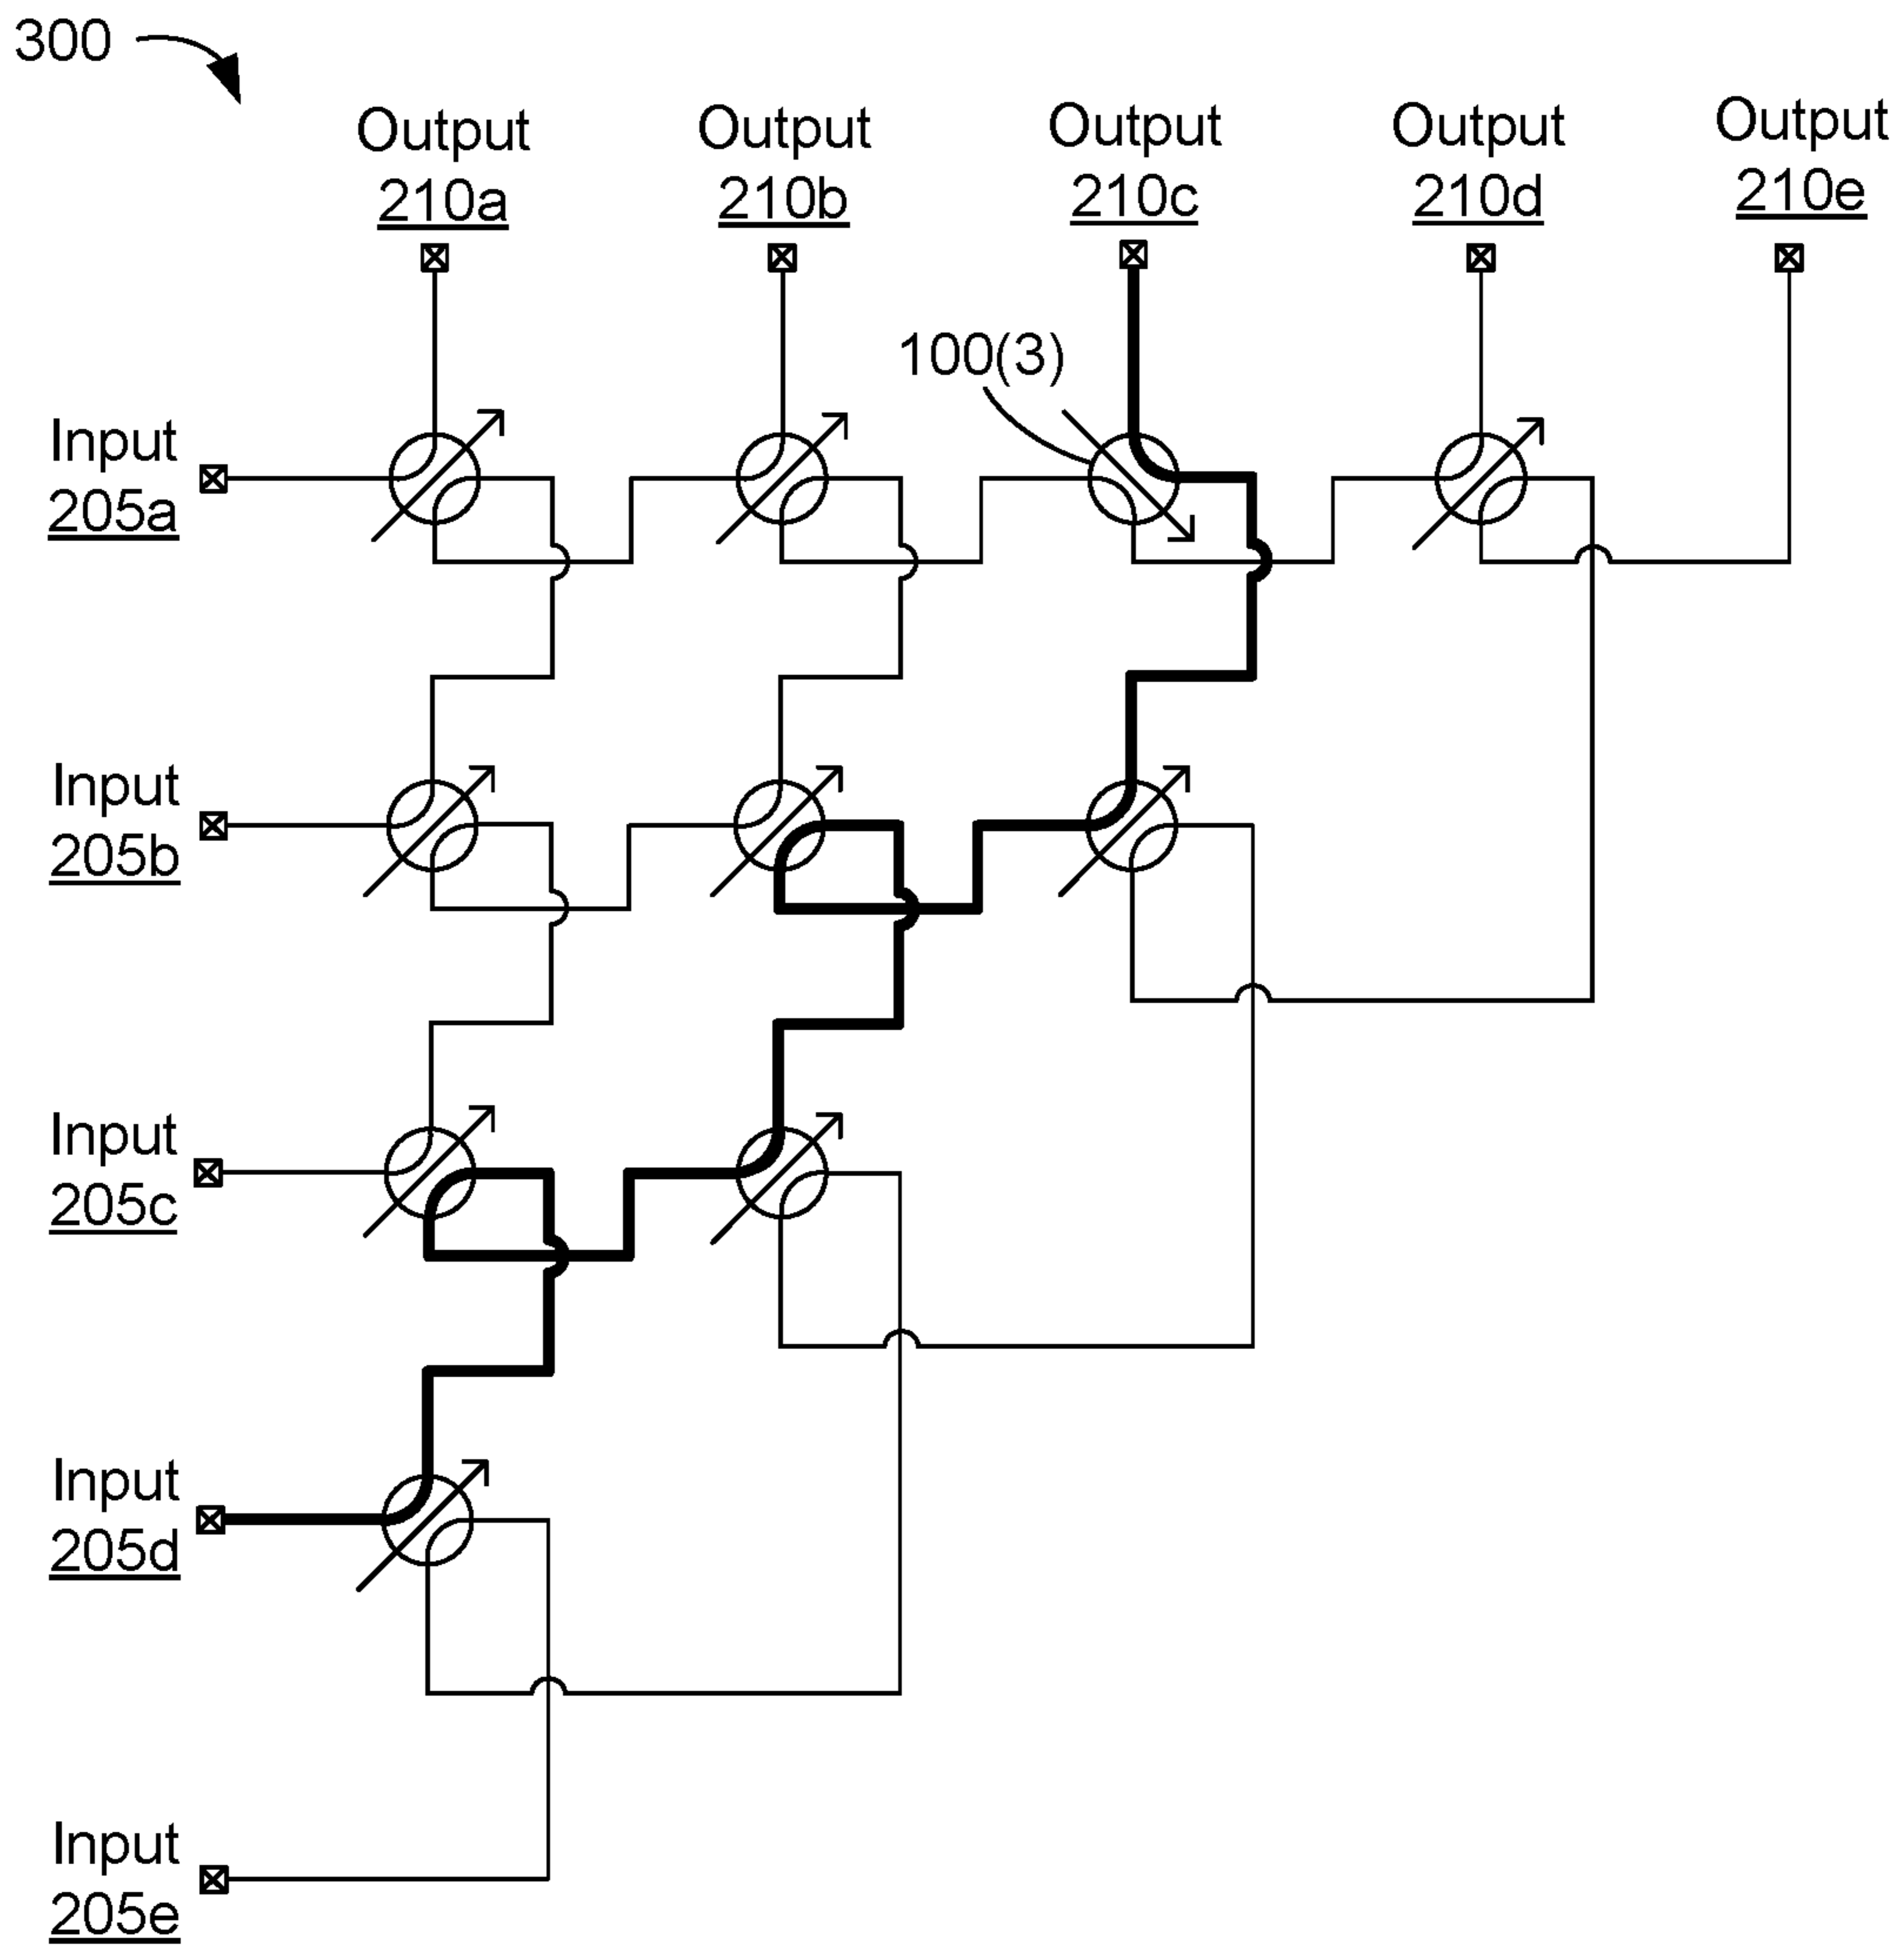 300
Output
210a
Output
210b
Output
210c
Output
210d
Output
210e
100(3)
Input
205a
Input
205b
Input
205c
Input
205d
Input
205e